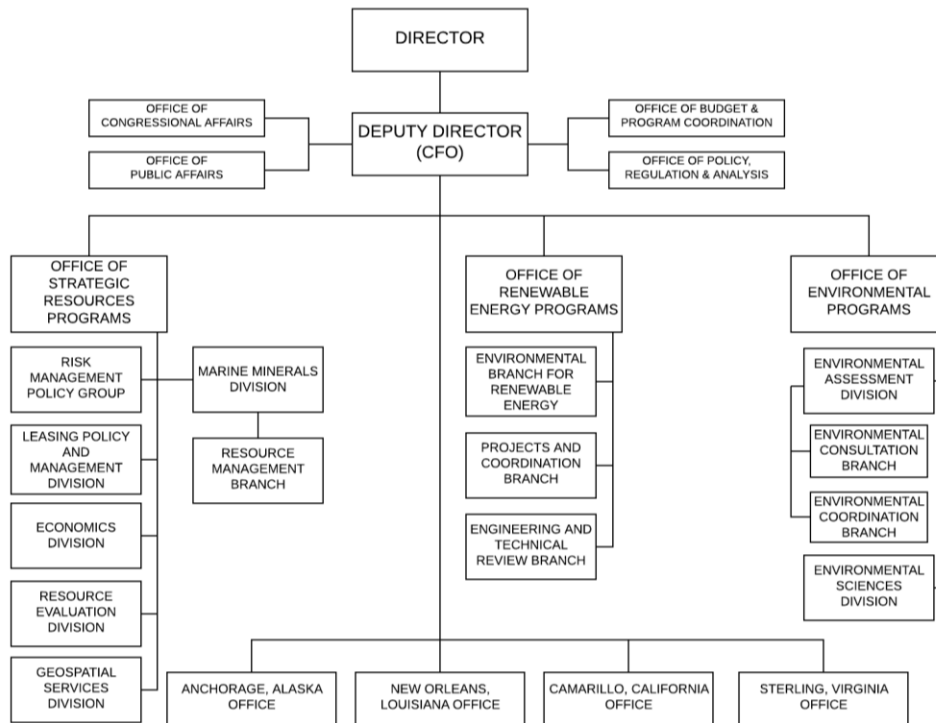 DIRECTOR
OFFICE OF
CONGRESSIONAL AFFAIRS
OFFICE OF
PUBLIC AFFAIRS
DEPUTY DIRECTOR
(CFO)
OFFICE OF BUDGET &
PROGRAM COORDINATION
OFFICE OF POLICY,
REGULATION & ANALYSIS
OFFICE OF
STRATEGIC
RESOURCES
PROGRAMS
RISK
MANAGEMENT
POLICY GROUP
LEASING POLICY
AND
MANAGEMENT
DIVISION
ECONOMICS
DIVISION
RESOURCE
EVALUATION
DIVISION
GEOSPATIAL
SERVICES
DIVISION
MARINE MINERALS
DIVISION
RESOURCE
MANAGEMENT
BRANCH
OFFICE OF
RENEWABLE
ENERGY PROGRAMS
ENVIRONMENTAL
BRANCH FOR
RENEWABLE
ENERGY
PROJECTS AND
COORDINATION
BRANCH
ENGINEERING AND
TECHNICAL
REVIEW BRANCH
OFFICE OF
ENVIRONMENTAL
PROGRAMS
ENVIRONMENTAL
ASSESSMENT
DIVISION
ENVIRONMENTAL
CONSULTATION
BRANCH
ENVIRONMENTAL
COORDINATION
BRANCH
ENVIRONMENTAL
SCIENCES
DIVISION
ANCHORAGE, ALASKA
OFFICE
NEW ORLEANS,
LOUISIANA OFFICE
CAMARILLO, CALIFORNIA
OFFICE
STERLING, VIRGINIA
OFFICE